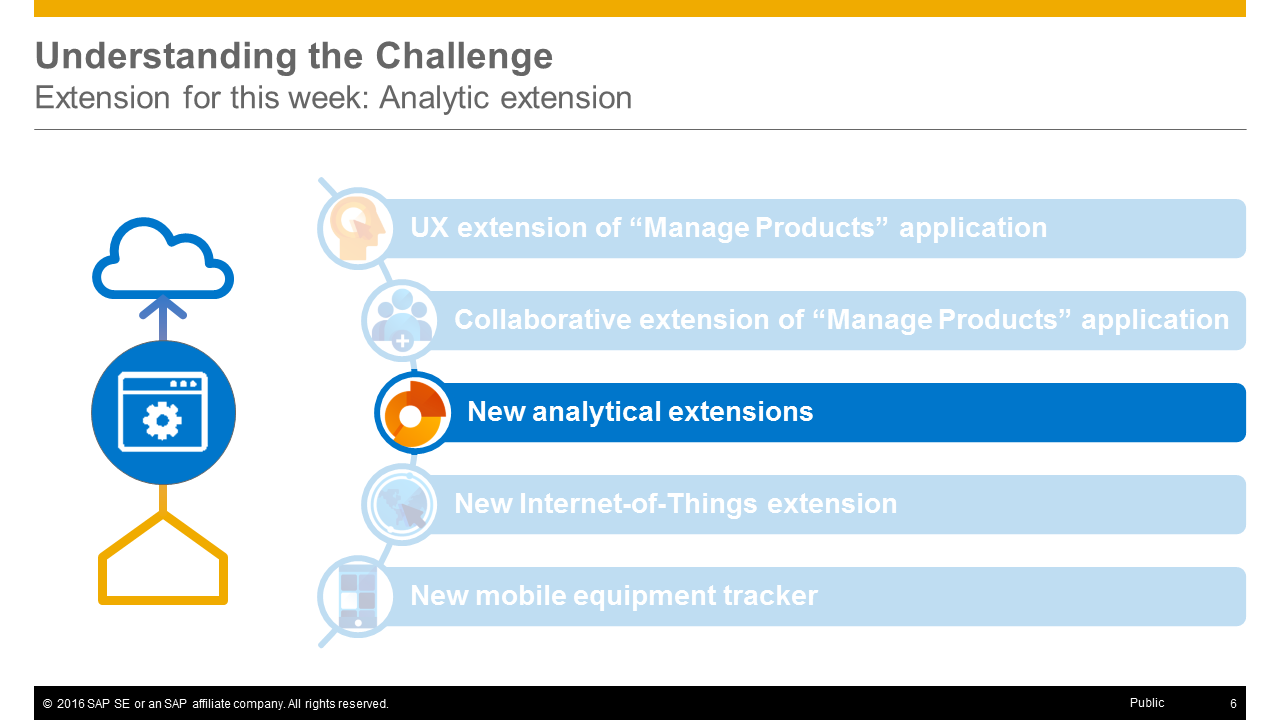 Understanding the Challenge
Extension for this week: Analytic extension
UX extension of “Manage Products” application
Collaborative extension of “Manage Products” application
New analytical extensions
New Internet-of-Things extension
New mobile equipment tracker
© 2016 SAP SE or an SAP affiliate company. All rights reserved.
Public
6